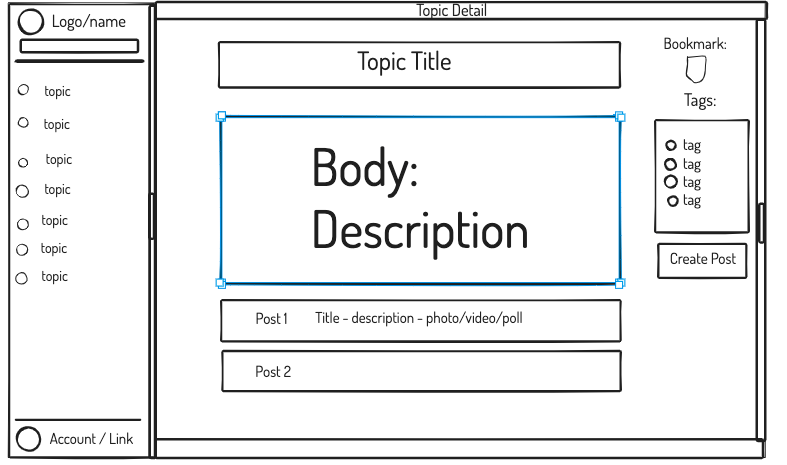 Topic Detail
Logo/name
topic
topic
topic
topic
topic
topic
topic
Account / Link
Topic Title
Body:
Description
Post 1 Title - description - photo/video/poll
Post 2
Bookmark:
Tags:
tag
tag
tag
tag
Create Post